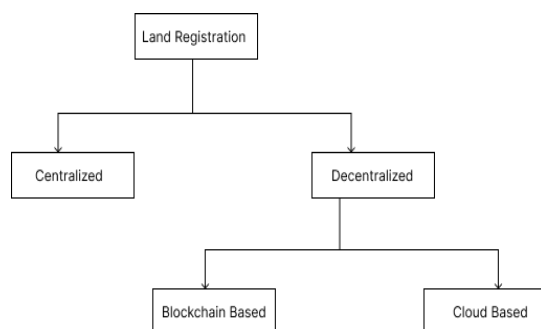 Land Registration
Centralized
Decentralized
Blockchain Based
Cloud Based